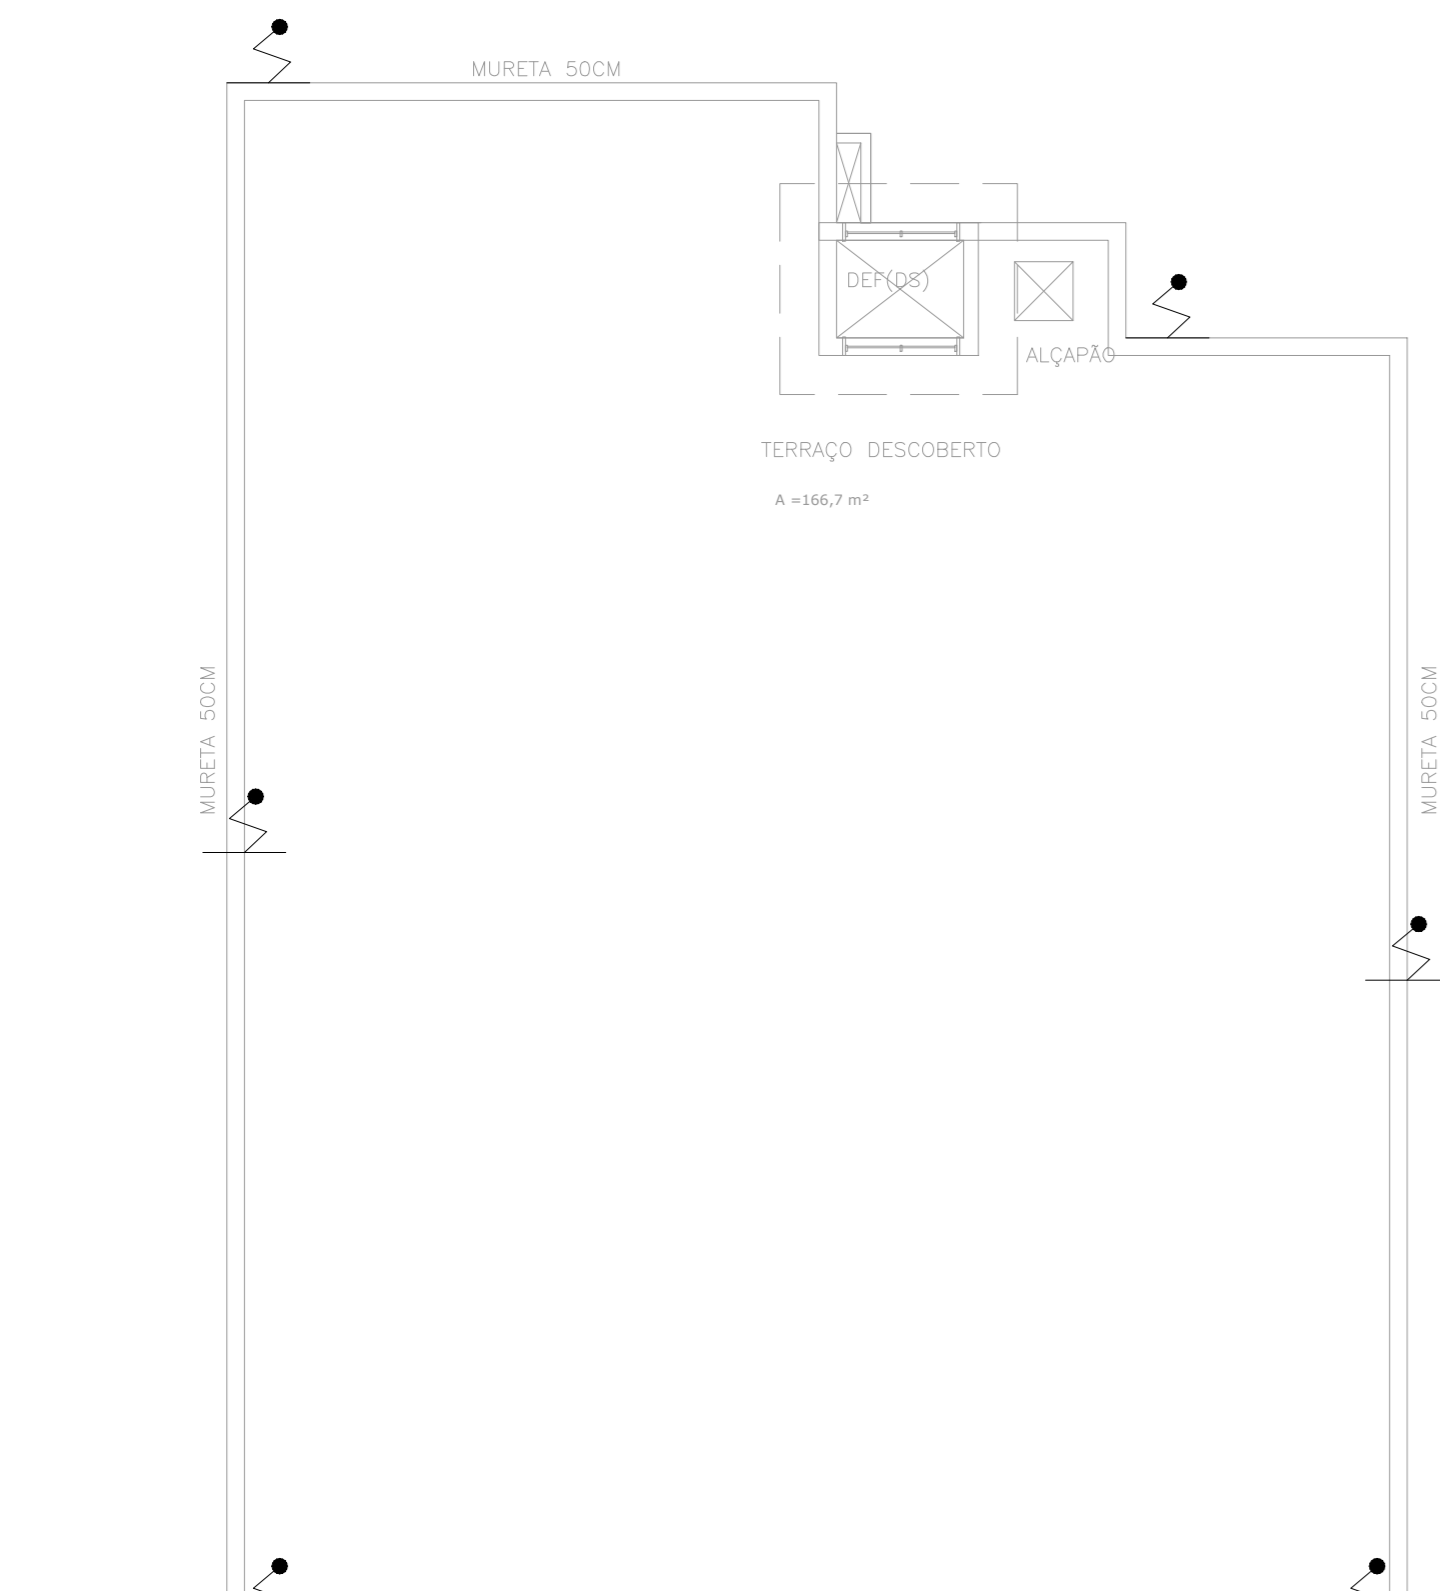 MURETA 50CM
DEF(DS)
ALÇAPÃO
TERRAÇO DESCOBERTO
A =166,7 m²
MURETA 50CM
MURETA 50CM